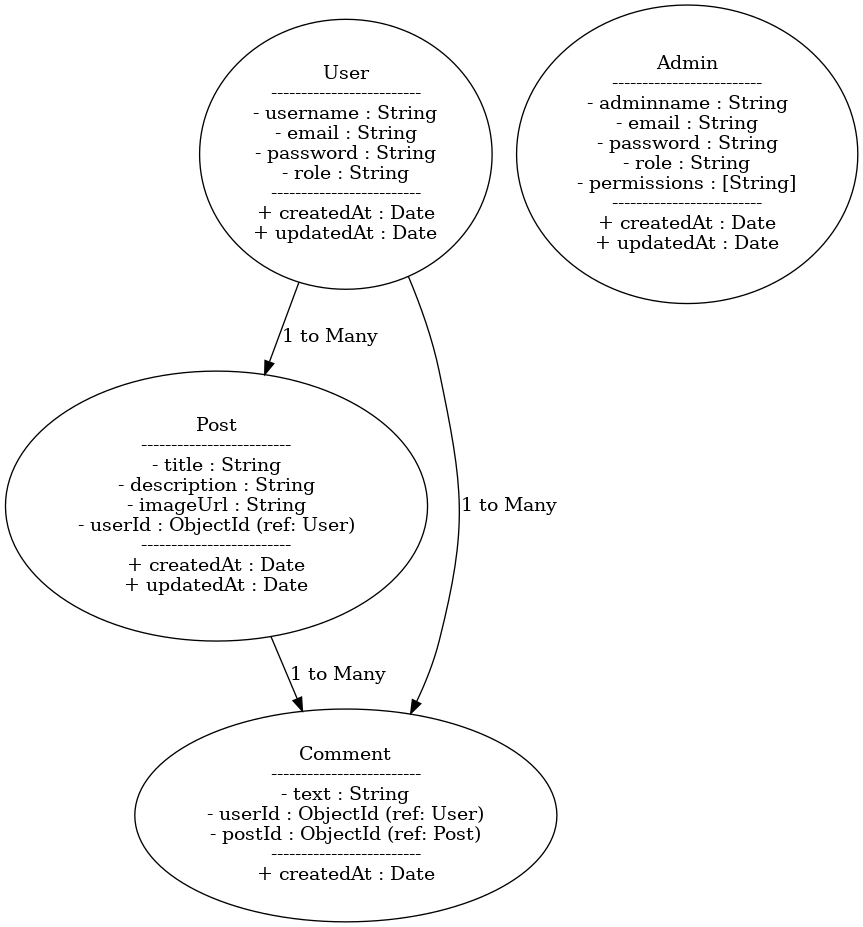 User
-------------------------
- username : String
- email : String
- password : String
- role : String
-------------------------
+ createdAt : Date
+ updatedAt : Date
Admin
-------------------------
- adminname : String
- email : String
- password : String
- role : String
- permissions : [String]
-------------------------
+ createdAt : Date
+ updatedAt : Date
1 to Many
Post
-------------------------
- title : String
- description : String
- imageUrl : String
- userId : ObjectId (ref: User)
-------------------------
+ createdAt : Date
+ updatedAt : Date
1 to Many
1 to Many
Comment
-------------------------
- text : String
- userId : ObjectId (ref: User)
- postId : ObjectId (ref: Post)
-------------------------
+ createdAt : Date